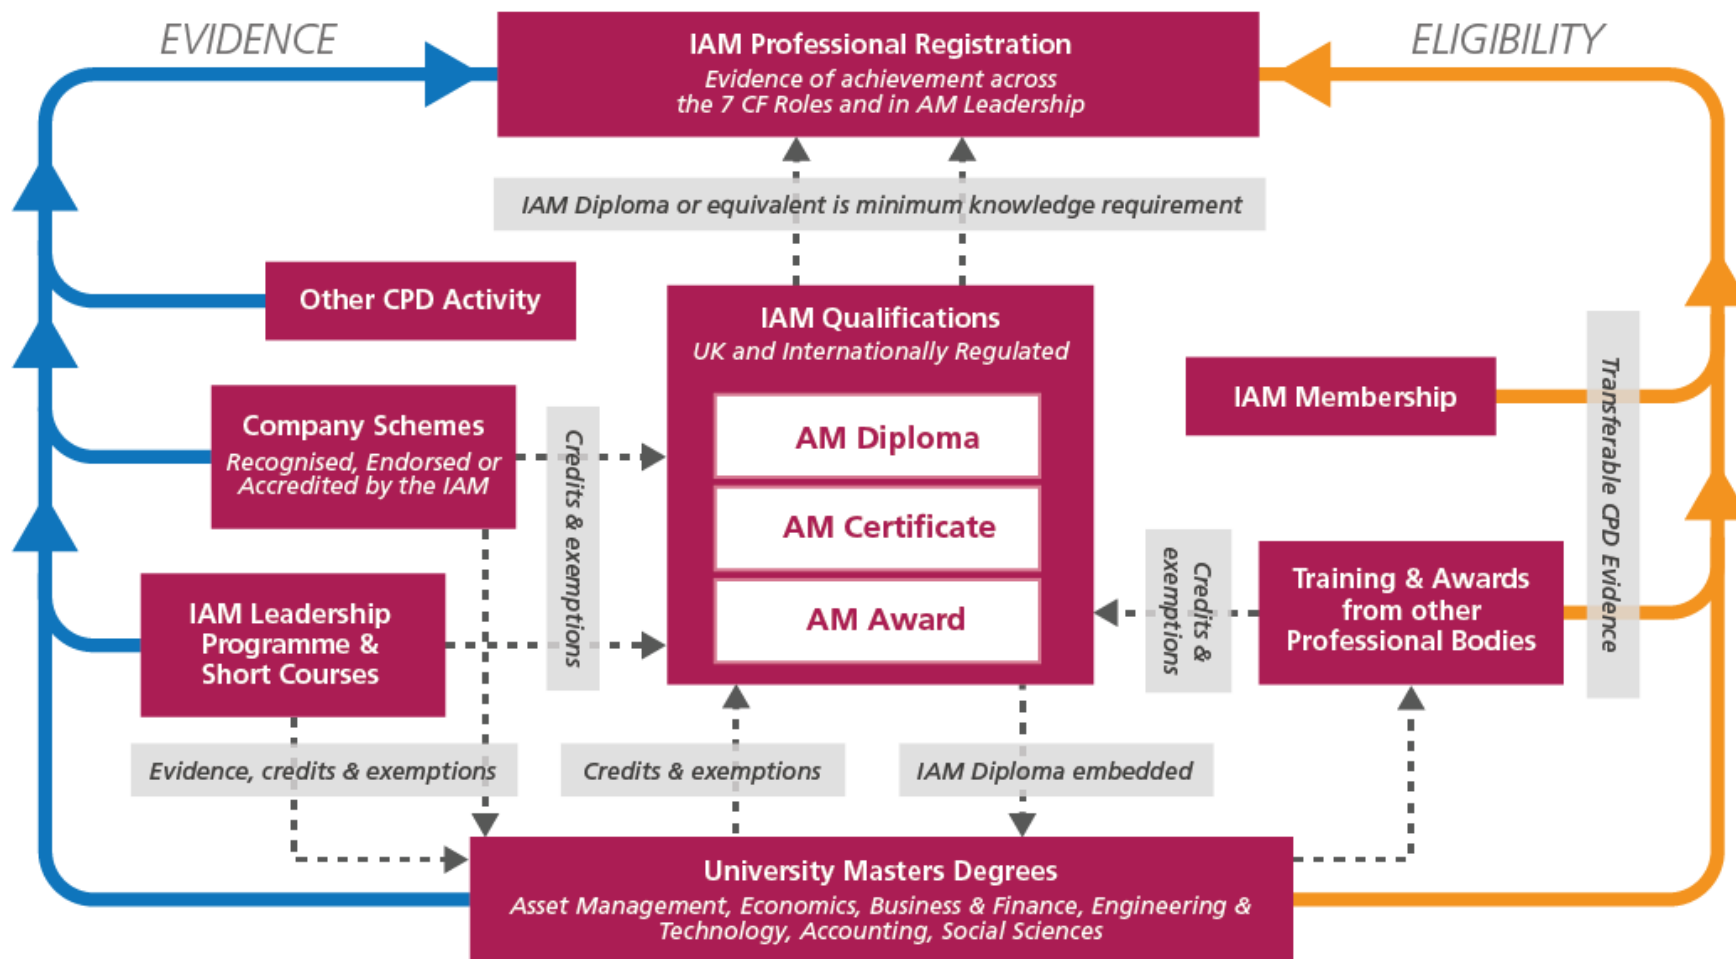 EVIDENCE
IAM Professional Registration
Evidence of achievement across
the 7 CF Roles and in AM Leadership
ELIGIBILITY
IAM Diploma or equivalent is minimum knowledge requirement
Other CPD Activity
IAM Qualifications
UK and Internationally Regulated
AM Diploma
AM Certificate
AM Award
Company Schemes
Recognised, Endorsed or
Accredited by the IAM
Credits & exemptions
IAM Leadership
Programme &
Short Courses
IAM Membership
Transferable CPD Evidence
Credits &
exemptions
Training & Awards
from other
Professional Bodies
Evidence, credits & exemptions
Credits & exemptions
IAM Diploma embedded
University Masters Degrees
Asset Management, Economics, Business & Finance, Engineering &
Technology, Accounting, Social Sciences